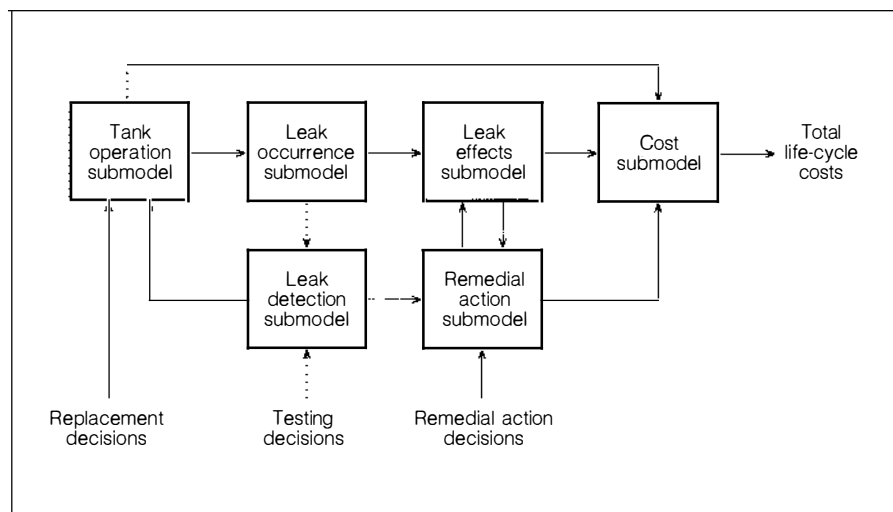 Tank
operation
submodel
Leak
occurrence
submodel
Leak
effects
submodel
Cost
submodel
Total
life-cycle
costs
Leak
detection
submodel
Remedial
action
submodel
Replacement
decisions
Testing
decisions
Remedial action
decisions